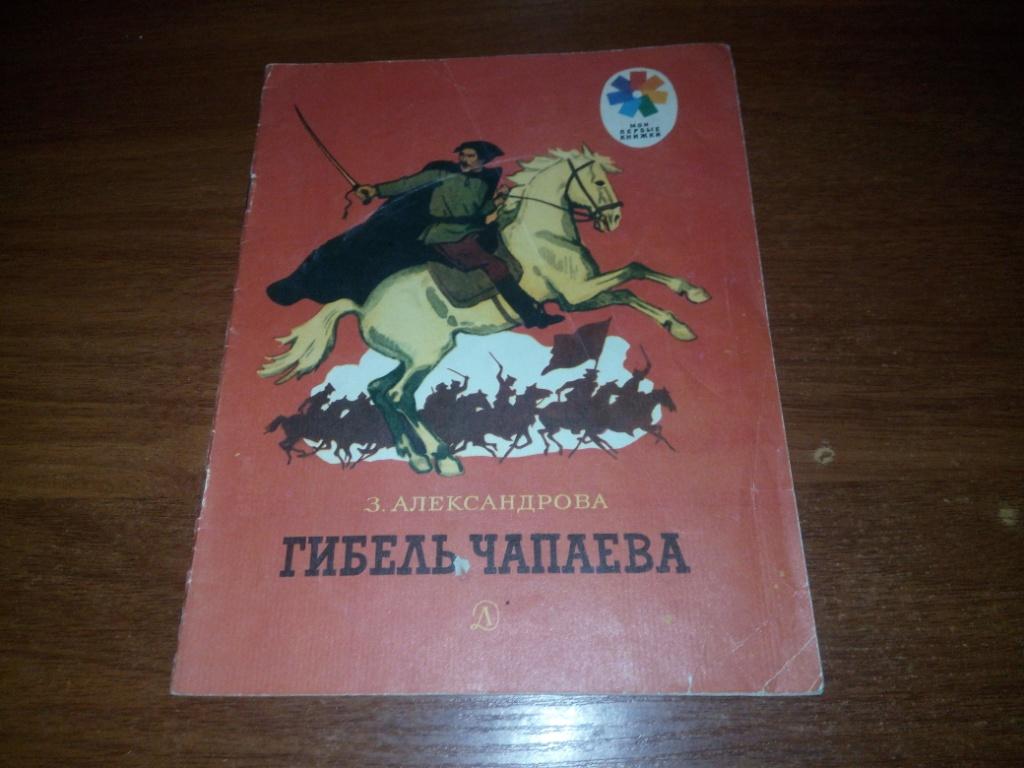 МОИ
ПЕРВЫЕ
КНИЖКИ
З. АЛЕКСАНДРОВА
ГИБЕЛЬ ЧАПАЕВА
Д